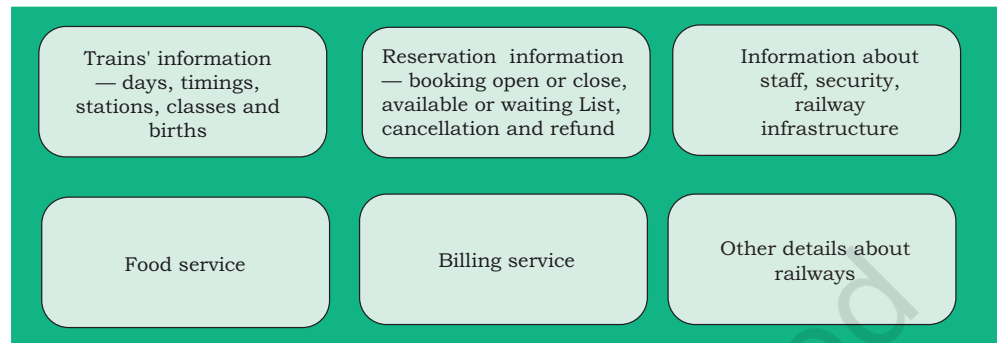 Trains' information
— days, timings,
stations, classes and
births
Reservation information
— booking open or close,
available or waiting List,
cancellation and refund
Information about
staff, security,
railway
infrastructure
Food service
Billing service
Other details about
railways